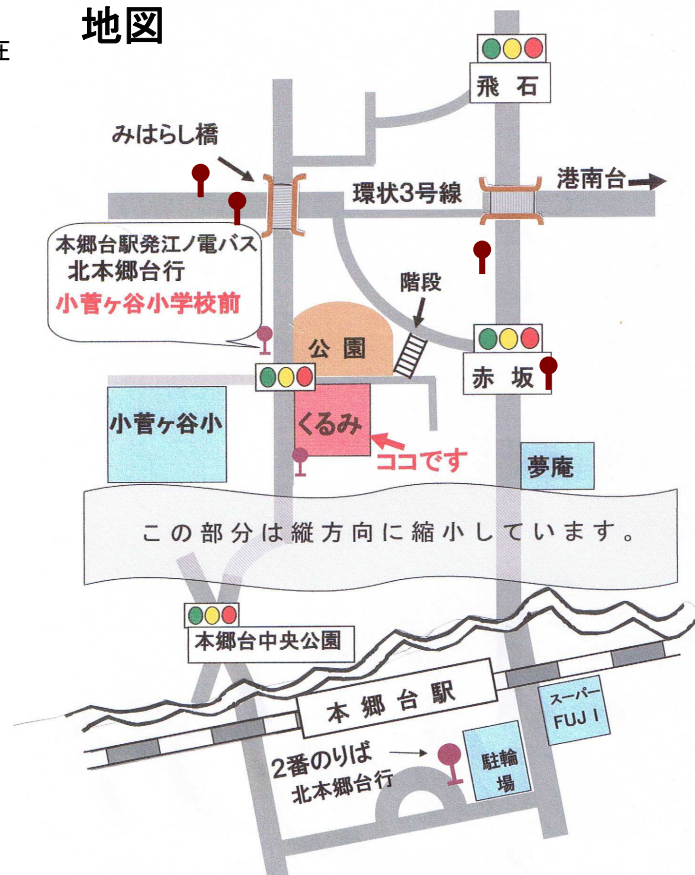 地図
在
飛石
みはらし橋
環状3号線
港南台
本郷台駅発江ノ電バス
北本郷台行
小菅ヶ谷小学校前
階段
公園
赤坂
小菅ヶ谷小
くるみ
ココです
夢庵
この部分は縦方向に縮小しています。
本郷台中央公園
本郷台駅
スーパー
FUJI
2番のりば
北本郷台行
駐輪
場